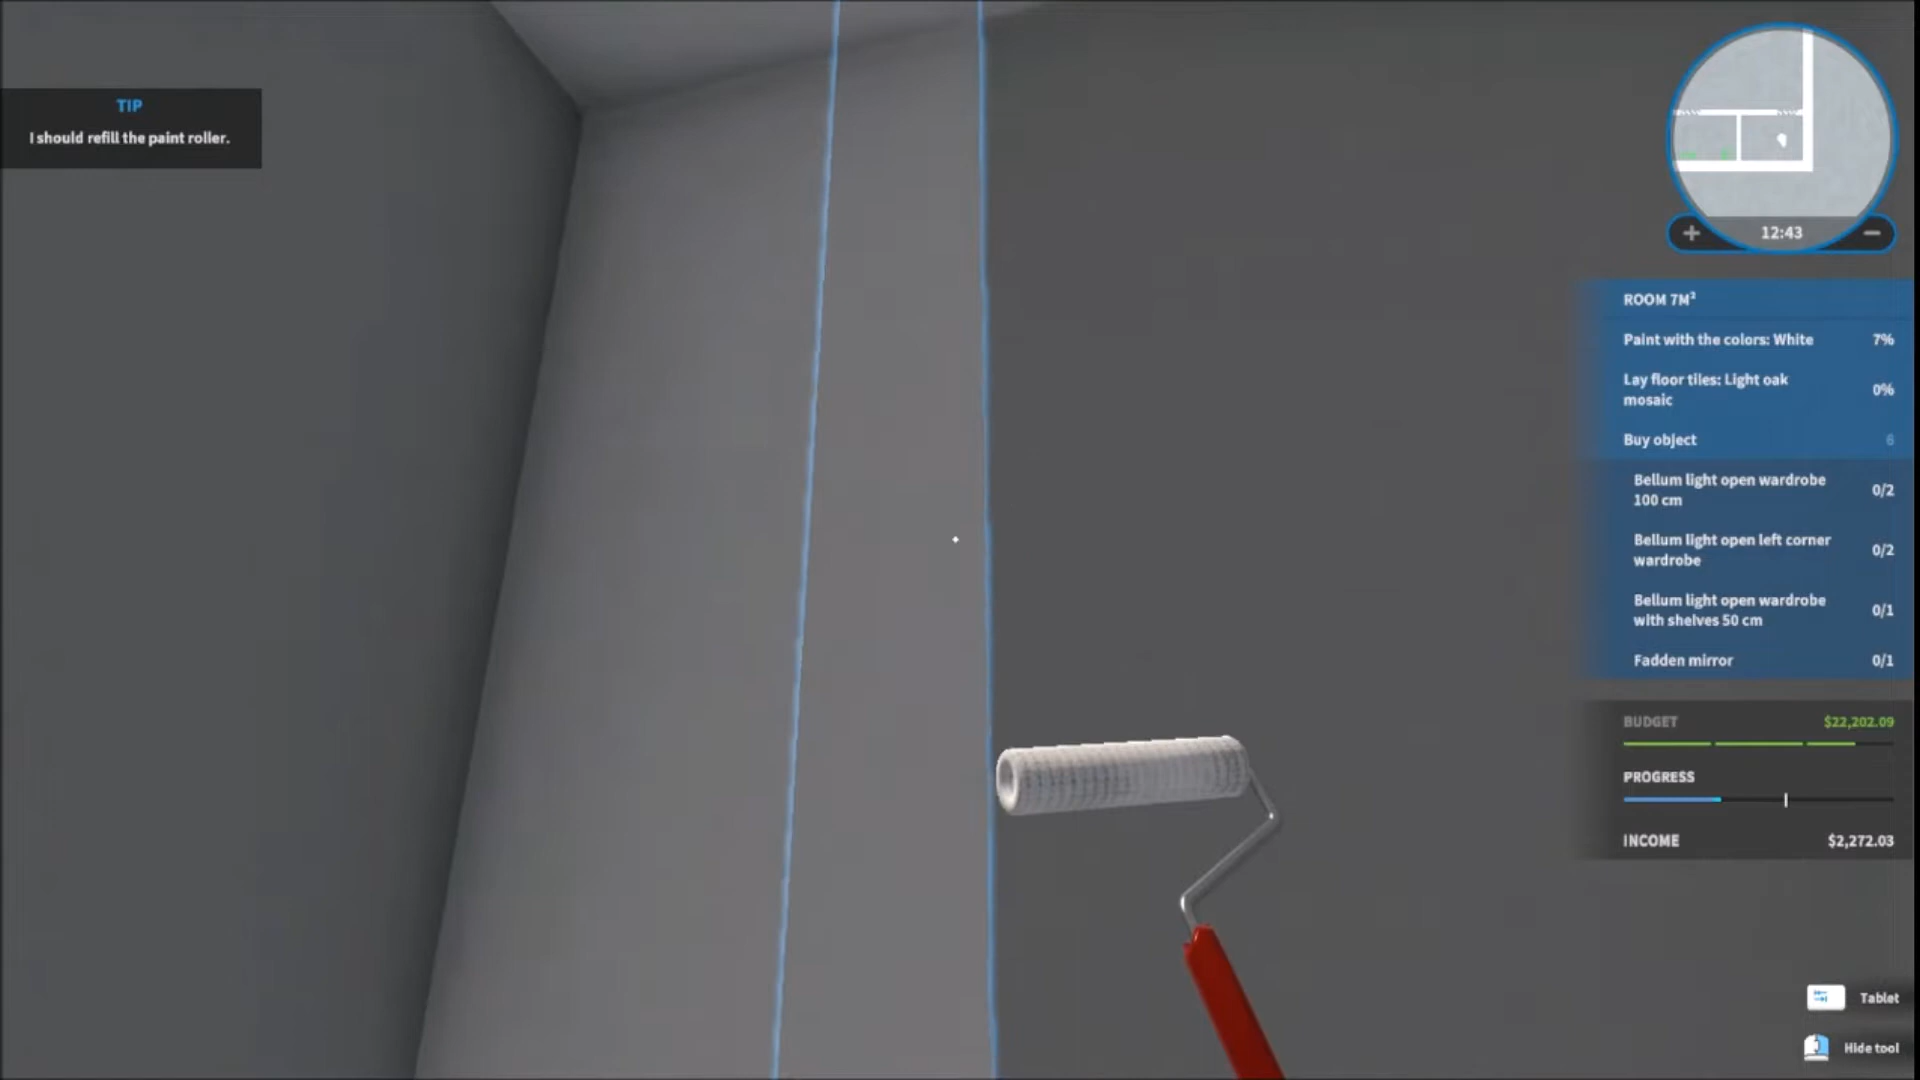 TIP
I should refill the paint roller.
12:43
ROOM 7M²
Paint with the colors: White 7%
Lay floor tiles: Light oak
mosaic 0%
Buy object 6
Bellum light open wardrobe
100 cm 0/2
Bellum light open left corner
wardrobe 0/2
Bellum light open wardrobe
with shelves 50 cm 0/1
Fadden mirror 0/1
BUDGET $22,202.09
PROGRESS
INCOME $2,272.03
Tablet
Hide tool